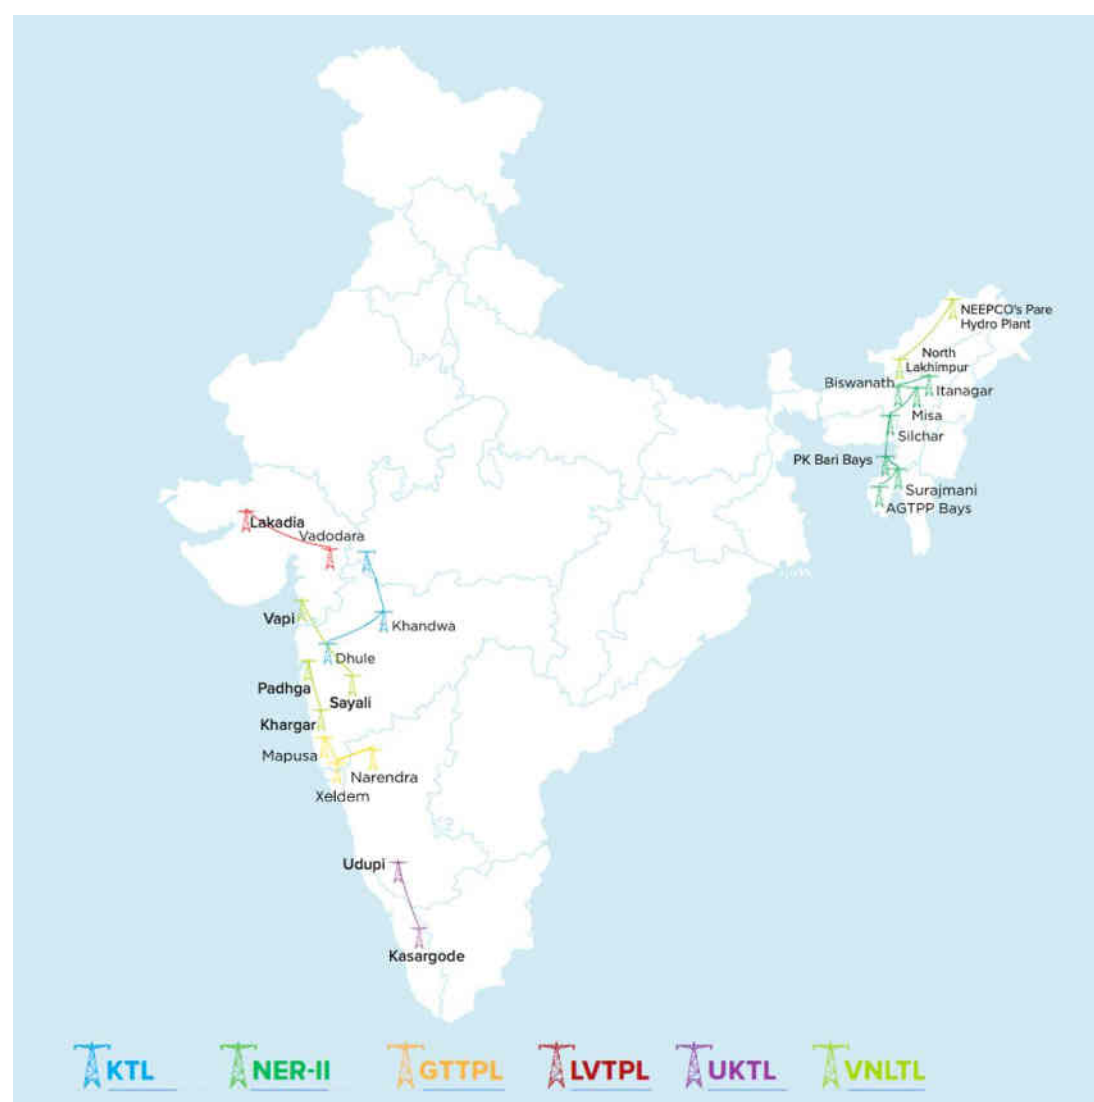 NEEPCO's Pare
Hydro Plant
North
Lakhimpur
Biswanath
Itanagar
Misa
Silchar
PK Bari Bays
Surajmani
AGTPP Bays
Lakadia
Vadodara
Vapi
Khandwa
Dhule
Padhga
Sayali
Khargar
Mapusa
Narendra
Xeldem
Udupi
Kasargode
KTL
NER-II
GTTPL
LVTPL
UKTL
VNLTL